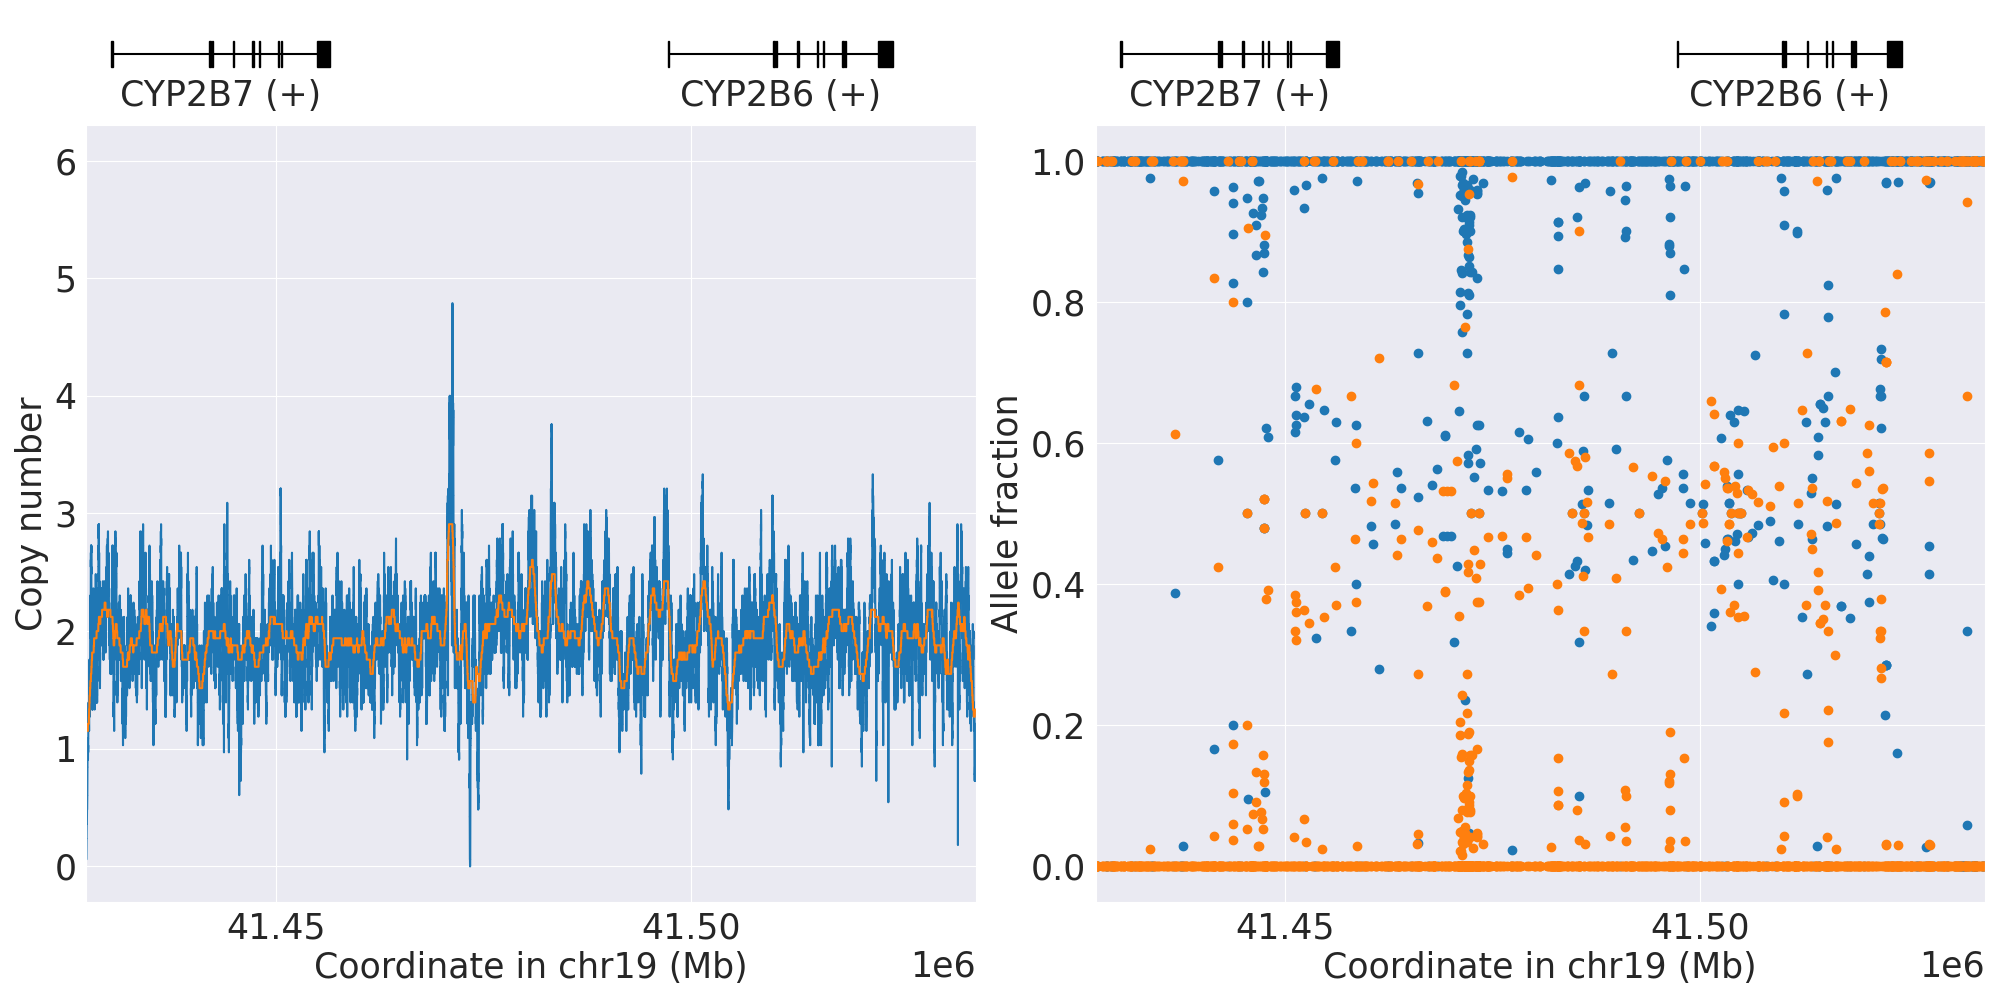 CYP2B7 (+)
CYP2B6 (+)
CYP2B7 (+)
CYP2B6 (+)
6
5
4
3
2
1
0
Copy number
41.45
41.50
Coordinate in chr19 (Mb)
1e6
1.0
0.8
0.6
0.4
0.2
0.0
Allele fraction
41.45
41.50
Coordinate in chr19 (Mb)
1e6